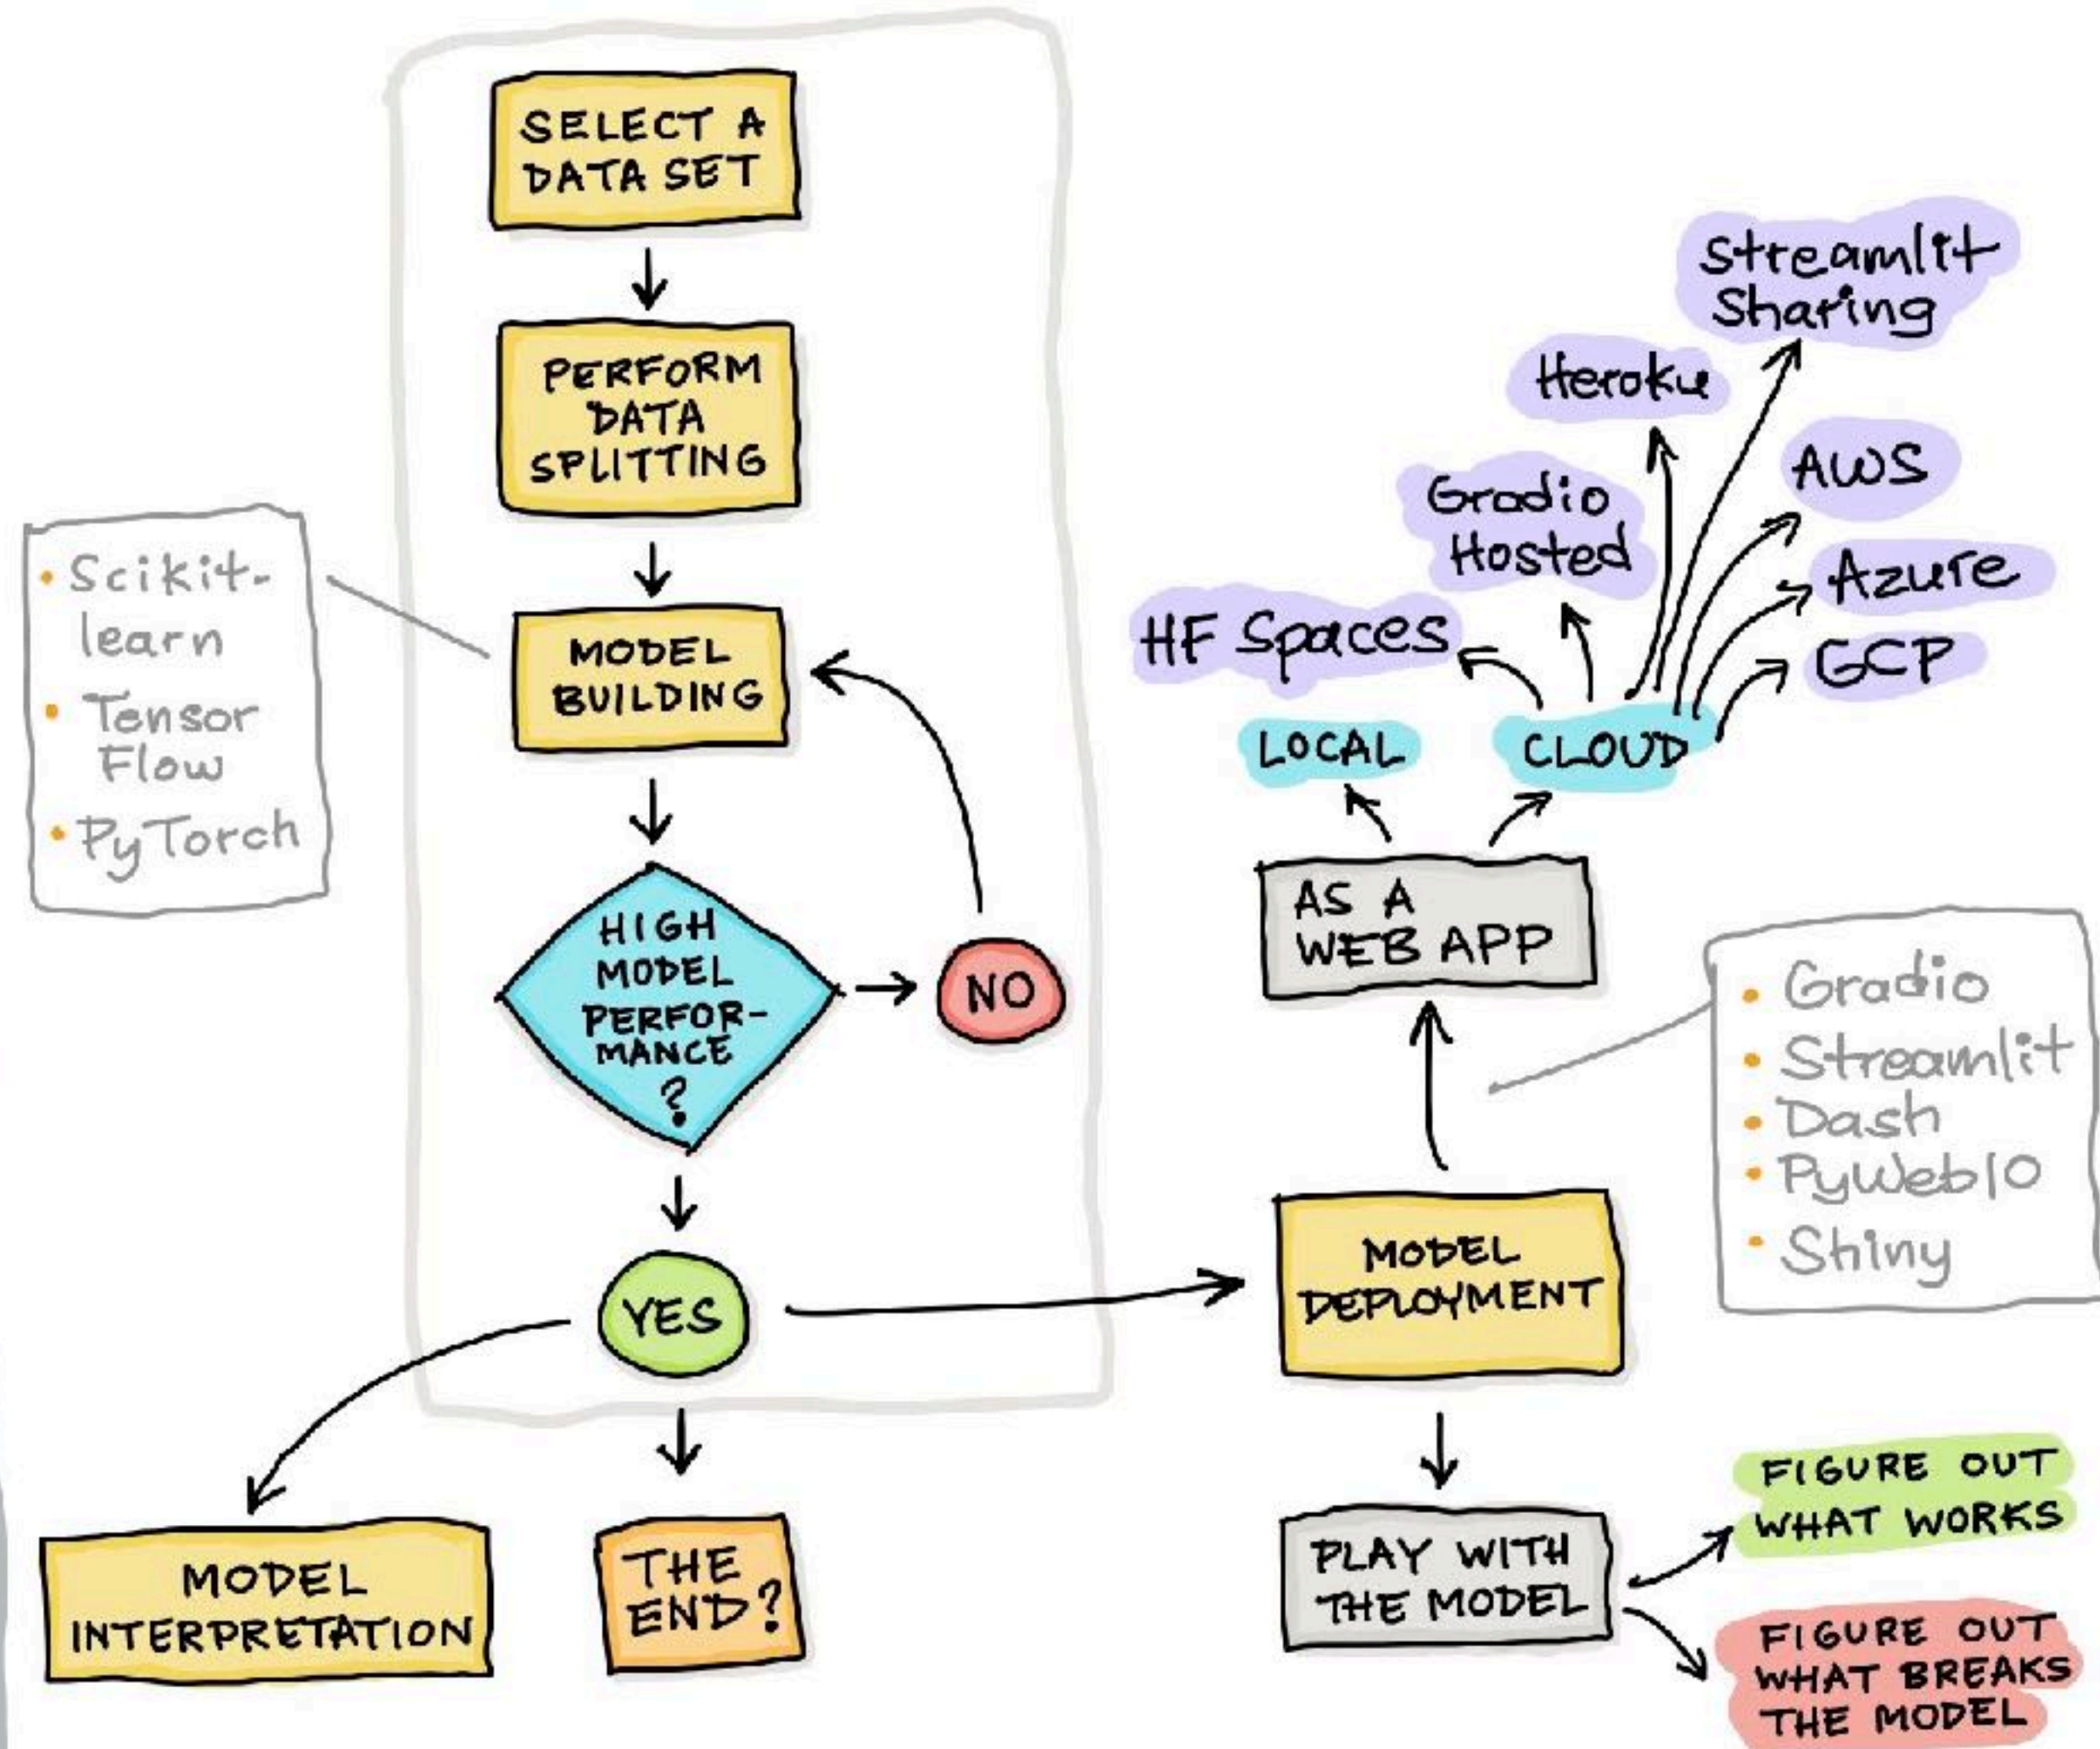 SELECT A
DATA SET
PERFORM
DATA
SPLITTING
• Scikit-
learn
• Tensor
Flow
• PyTorch
MODEL
BUILDING
HIGH
MODEL
PERFOR-
MANCE
?
NO
YES
MODEL
INTERPRETATION
THE
END?
Streamlit
Sharing
Heroku
AWS
Gradio
Hosted
Azure
HF Spaces
GCP
LOCAL
CLOUD
AS A
WEB APP
• Gradio
• Streamlit
• Dash
• PyWebIO
• Shiny
MODEL
DEPLOYMENT
PLAY WITH
THE MODEL
FIGURE OUT
WHAT WORKS
FIGURE OUT
WHAT BREAKS
THE MODEL